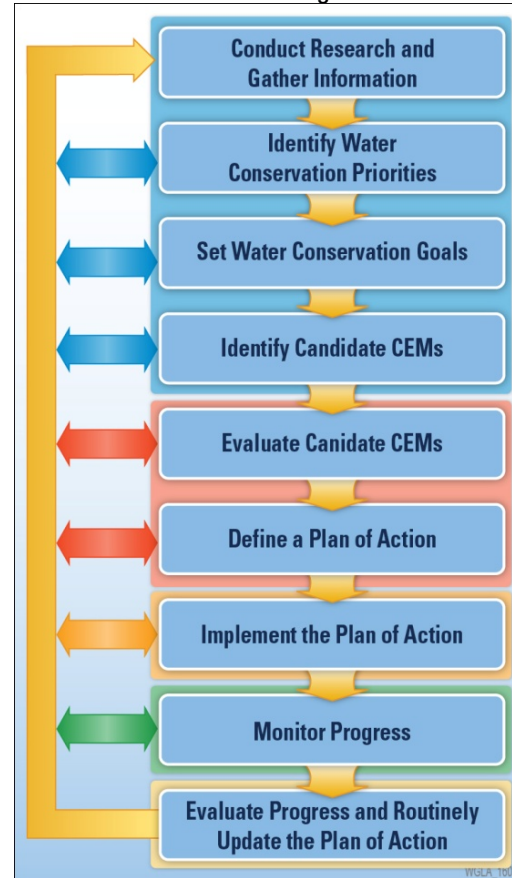 Conduct Research and
Gather Information
Identify Water
Conservation Priorities
Set Water Conservation Goals
Identify Candidate CEMs
Evaluate Canidate CEMs
Define a Plan of Action
Implement the Plan of Action
Monitor Progress
Evaluate Progress and Routinely
Update the Plan of Action